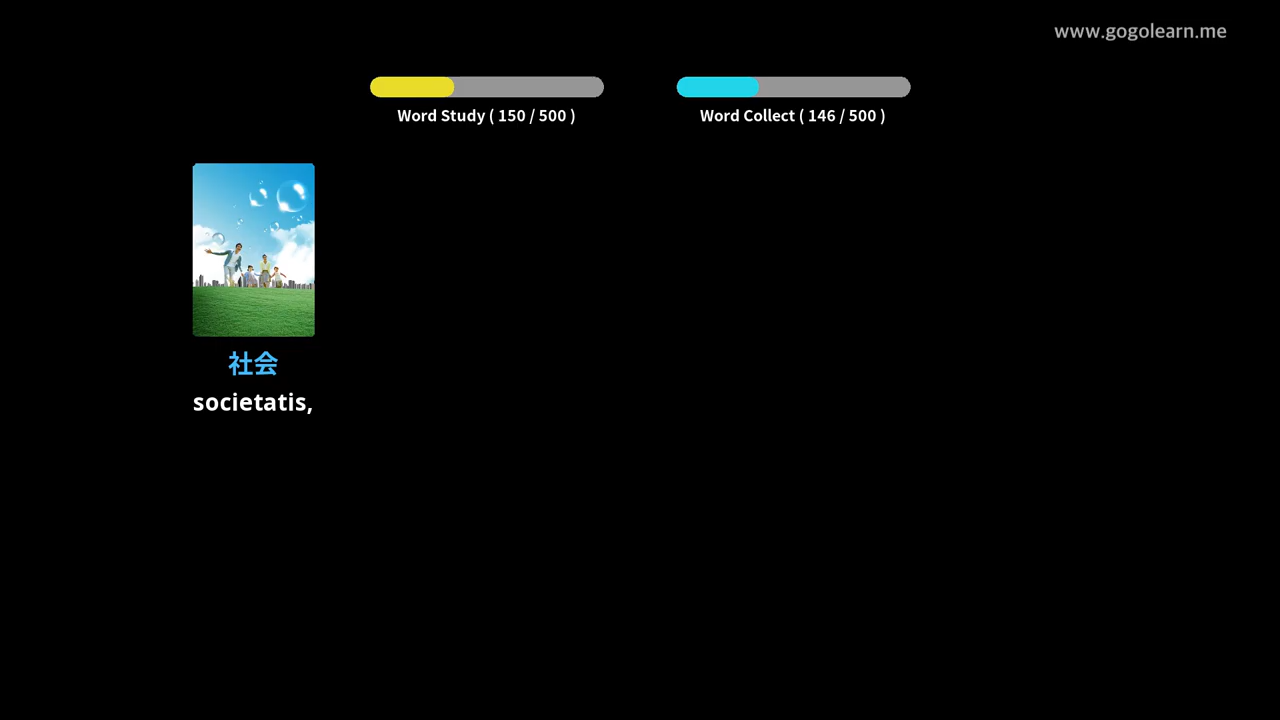 www.gogolearn.me
Word Study ( 150 / 500 )
Word Collect ( 146 / 500 )
社会
societatis,